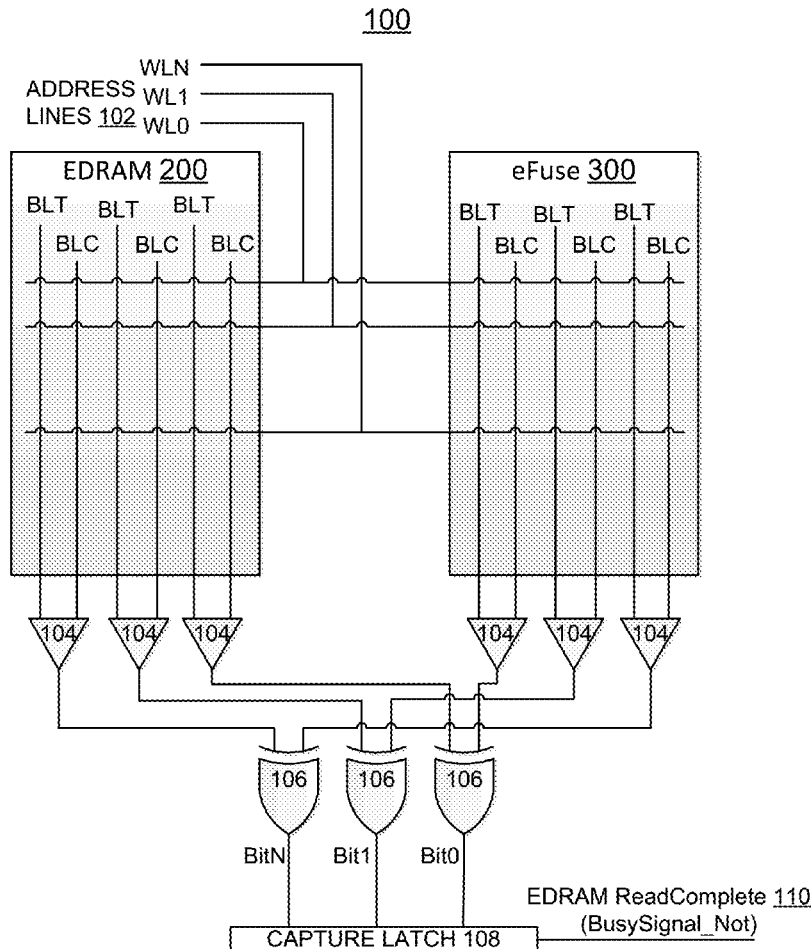 100
WLN
ADDRESS WL1
LINES 102 WL0
EDRAM 200
eFuse 300
BLT BLT BLT
BLC BLC BLC
BLT BLT BLT
BLC BLC BLC
104 104 104 104 104 104
106 106 106
BitN Bit1 Bit0
EDRAM ReadComplete 110
(BusySignal_Not)
CAPTURE LATCH 108